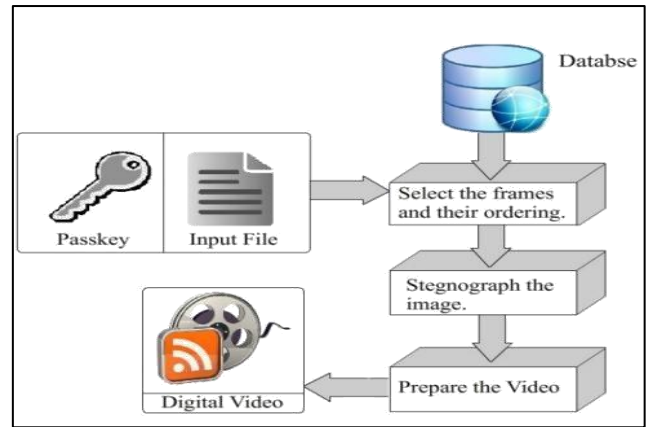 Databse
Passkey
Input File
Select the frames
and their ordering.
Stegnograph the
image.
Prepare the Video
Digital Video